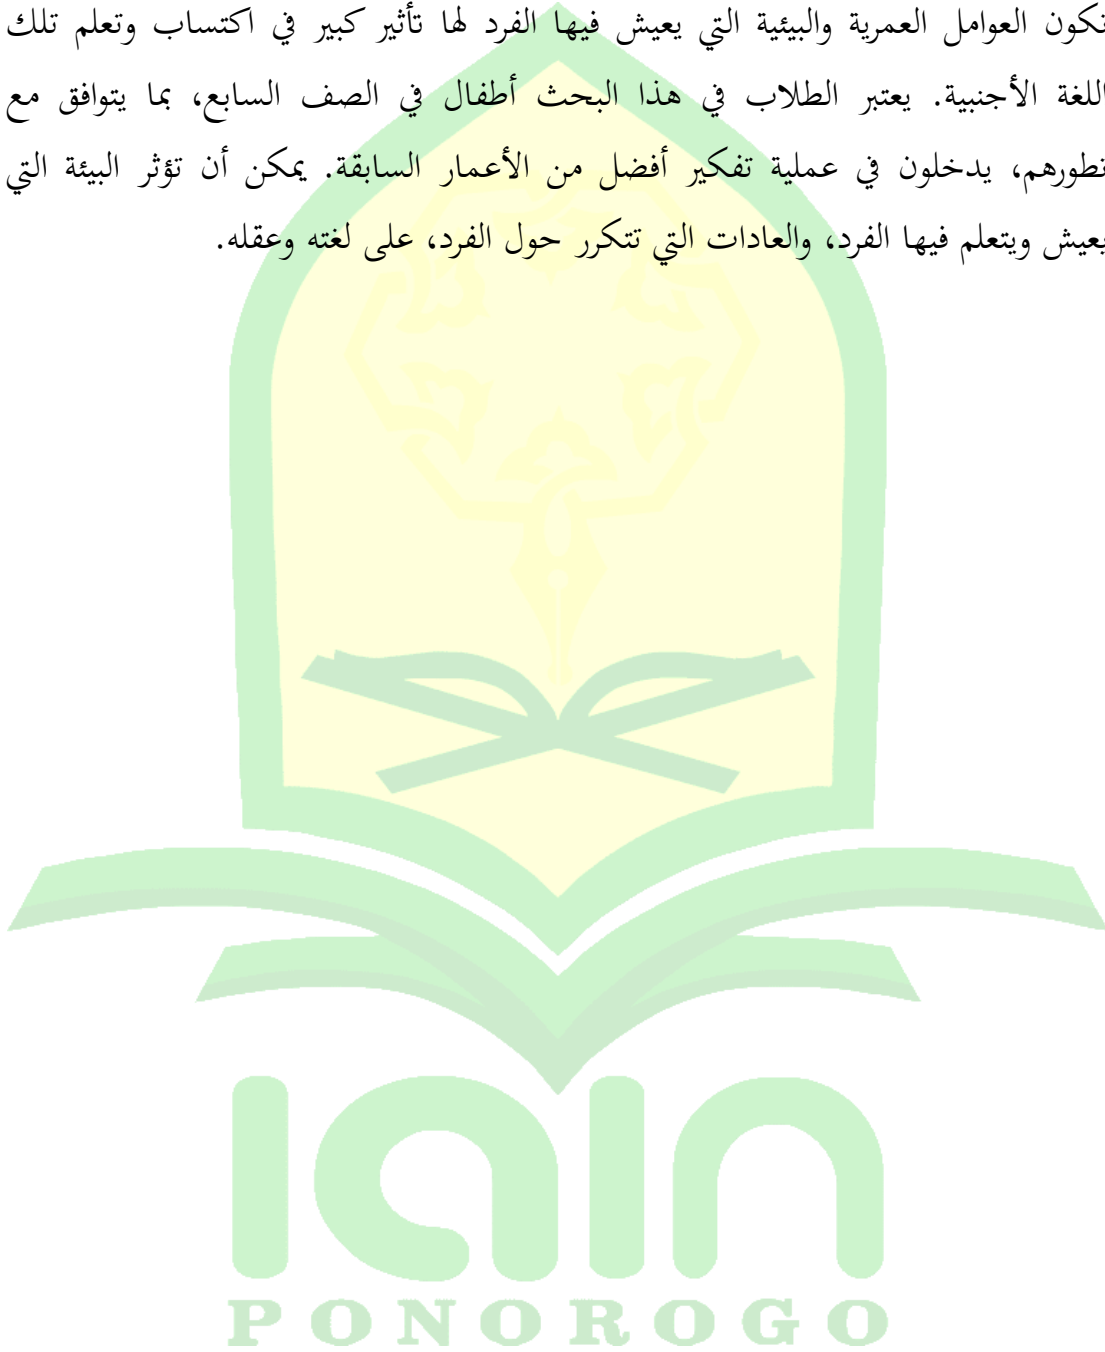 تكون العوامل العمرية والبيئية التي يعيش فيها الفرد لها تأثير كبير في اكتساب وتعلم تلك
اللغة الأجنبية. يعتبر الطلاب في هذا البحث أطفال في الصف السابع، بما يتوافق مع
تطورهم، يدخلون في عملية تفكير أفضل من الأعمار السابقة. يمكن أن تؤثر البيئة التي
يعيش ويتعلم فيها الفرد، والعادات التي تتكرر حول الفرد، على لغته وعقله.
iain
PONOROGO